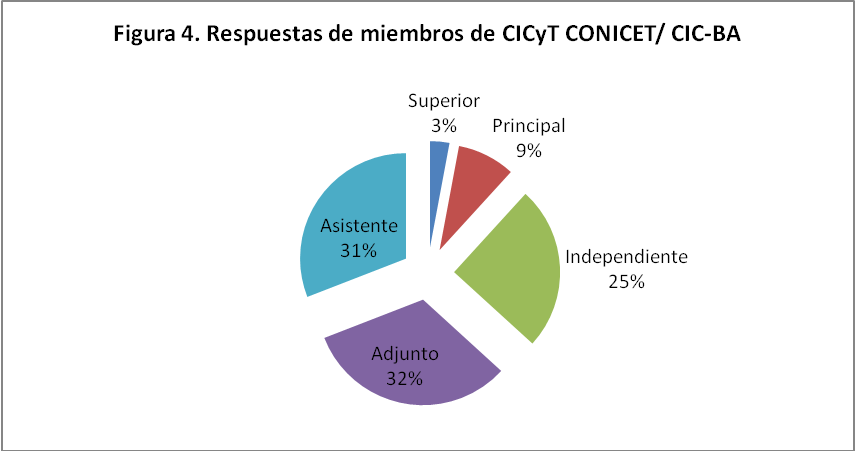 Figura 4. Respuestas de miembros de CICyT CONICET/ CIC-BA
Superior
3%
Principal
9%
Independiente
25%
Adjunto
32%
Asistente
31%